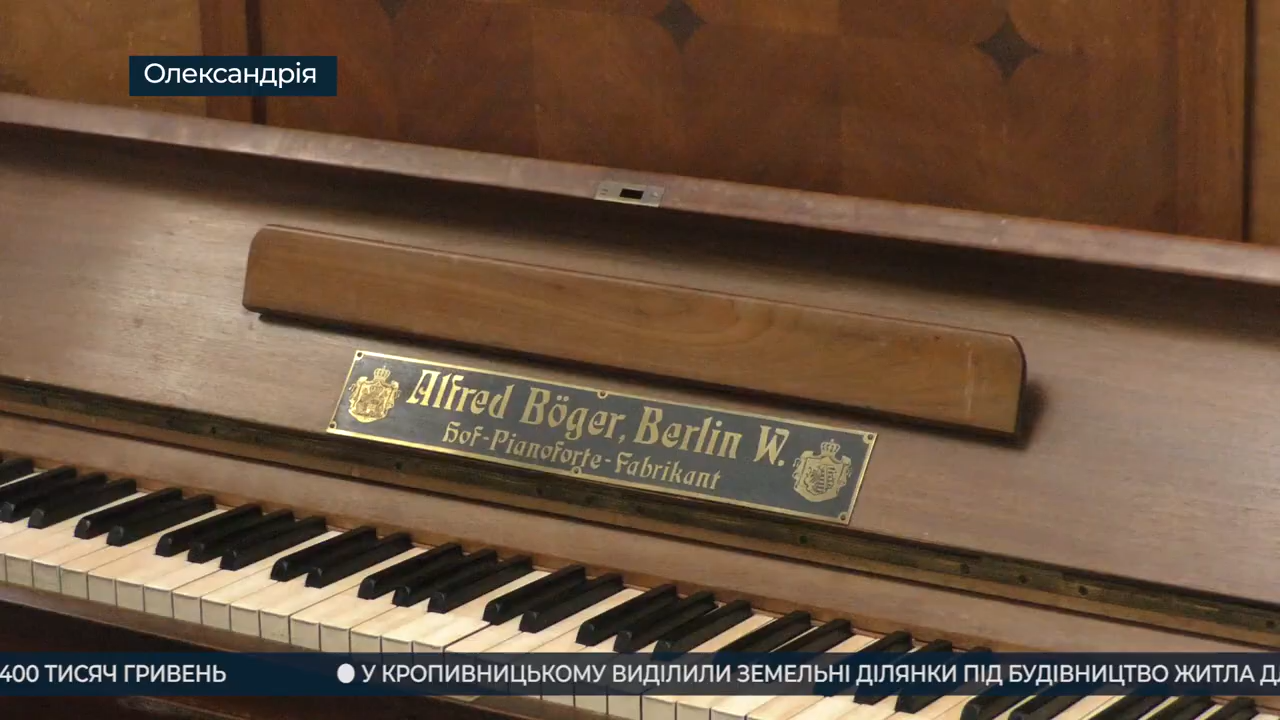 Олександрія
Alfred Böger, Berlin W.
Hof-Pianoforte-Fabrikant
400 ТИСЯЧ ГРИВЕНЬ
У КРОПИВНИЦЬКОМУ ВИДІЛИЛИ ЗЕМЕЛЬНІ ДІЛЯНКИ ПІД БУДІВНИЦТВО ЖИТЛА